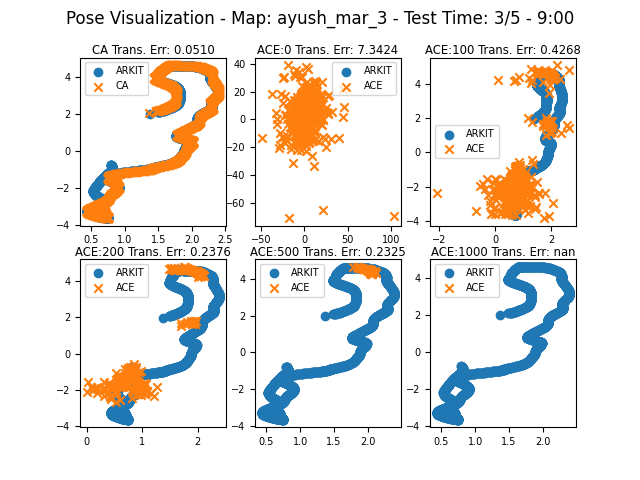 Pose Visualization - Map: ayush_mar_3 - Test Time: 3/5 - 9:00
CA Trans. Err: 0.0510
ACE:0 Trans. Err: 7.3424
ACE:100 Trans. Err: 0.4268
ARKIT
CA
ARKIT
ACE
ARKIT
ACE
4
2
0
−2
−4
0.5
1.0
1.5
2.0
2.5
40
20
0
−20
−40
−60
−50
0
50
100
4
2
0
−2
−4
−2
0
2
ACE:200 Trans. Err: 0.2376
ACE:500 Trans. Err: 0.2325
ACE:1000 Trans. Err: nan
ARKIT
ACE
ARKIT
ACE
ARKIT
ACE
4
2
0
−2
−4
0
1
2
4
2
0
−2
−4
0.5
1.0
1.5
2.0
4
2
0
−2
−4
0.5
1.0
1.5
2.0